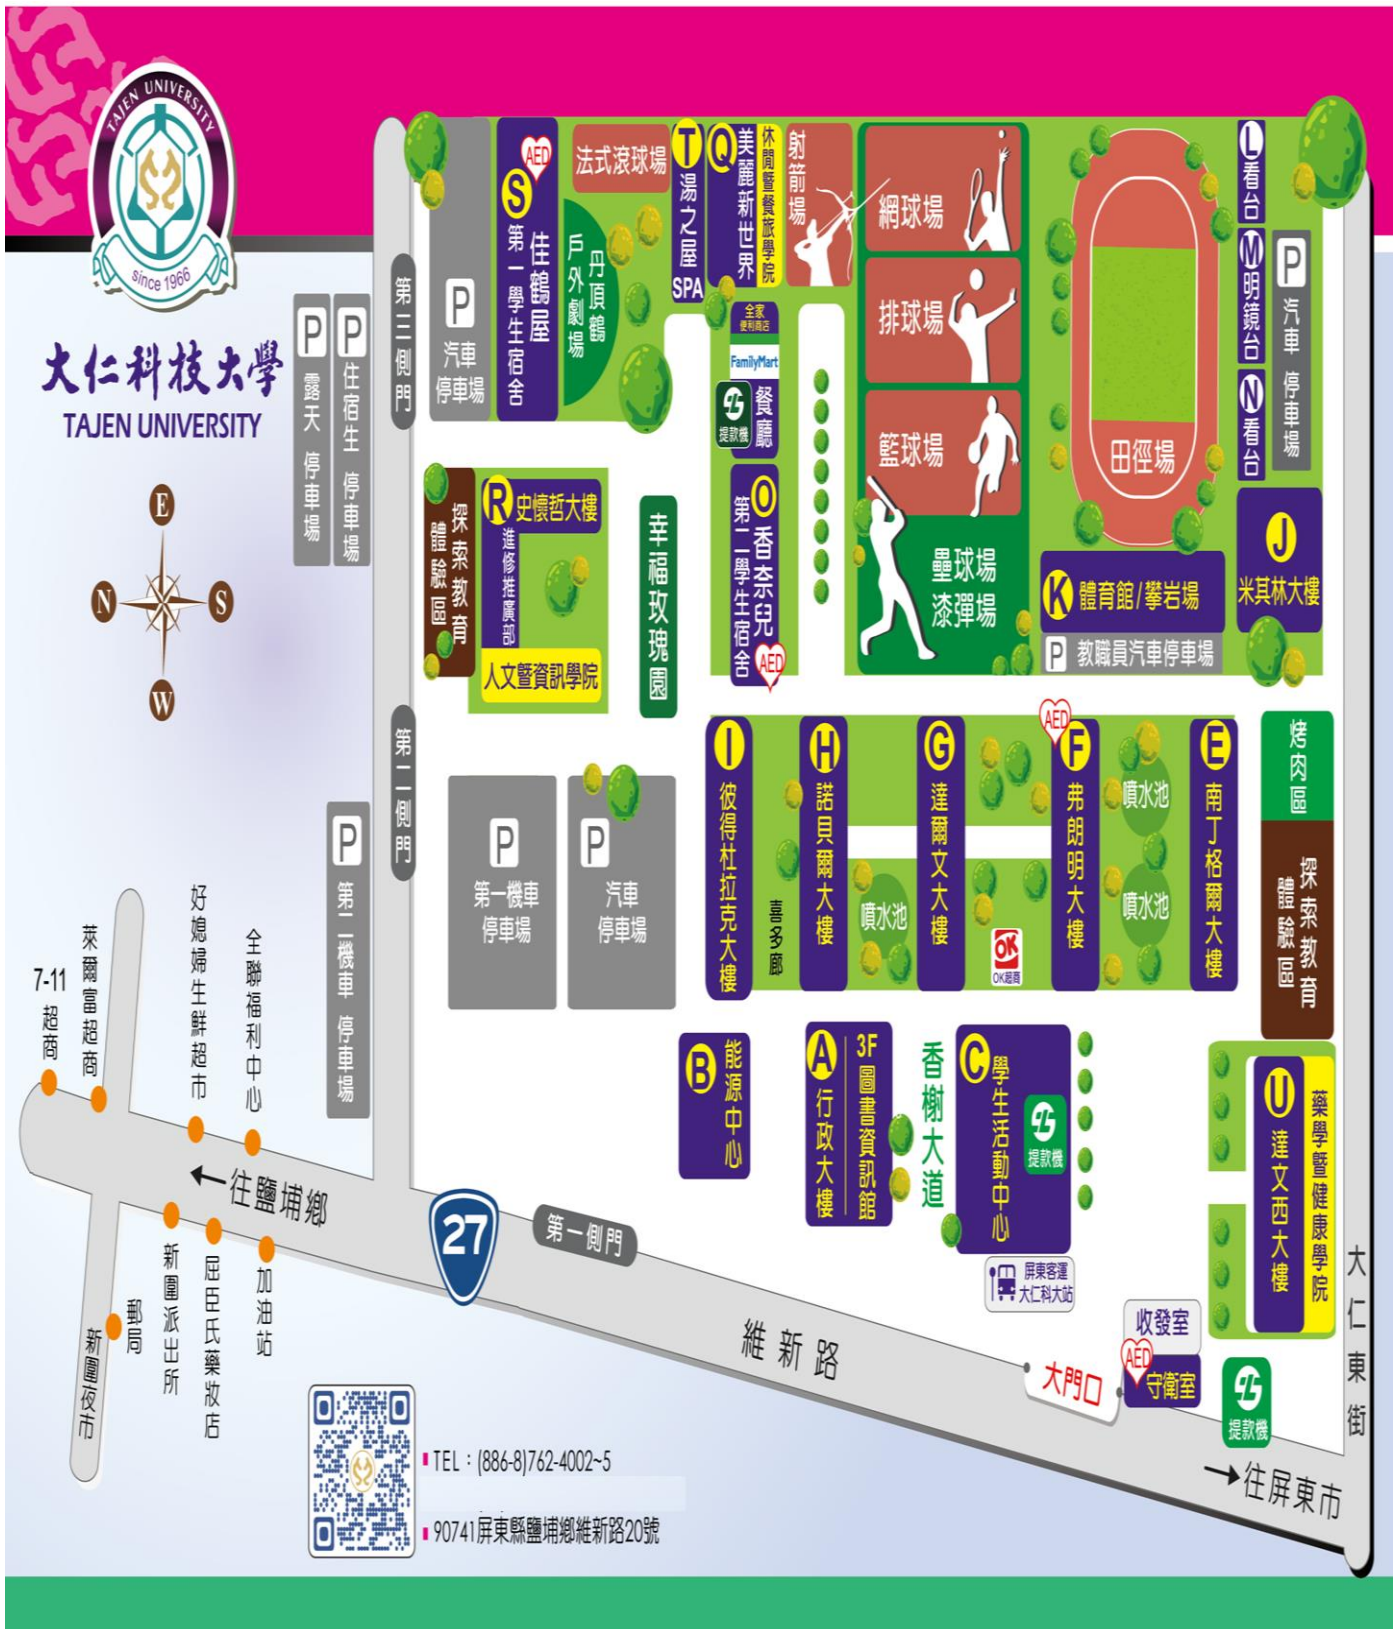 TAJEN UNIVERSITY
since 1966
大仁科技大學
TAJEN UNIVERSITY
E
N
S
W
P
露天 停車場
P
住宿生 停車場
第三側門
P
汽車
停車場
AED
S
第一學生宿舍
佳鶴屋
法式滾球場
丹頂鶴
戶外劇場
T
湯之屋
SPA
Q
美麗新世界
休閒暨餐旅學院
射箭場
全家
便利商店
FamilyMart
提款機
餐廳
網球場
排球場
籃球場
壘球場
漆彈場
田徑場
L
看台
M
明鏡台
N
看台
P
汽車 停車場
J
米其林大樓
K
體育館/攀岩場
P
教職員汽車停車場
探索教育
體驗區
R
史懷哲大樓
進修推廣部
人文暨資訊學院
幸福玫瑰園
O
香奈兒
第二學生宿舍
AED
第二側門
P
第二機車 停車場
P
第一機車
停車場
P
汽車
停車場
I
彼得杜拉克大樓
喜多廊
H
諾貝爾大樓
噴水池
G
達爾文大樓
OK
OK超商
AED
F
弗朗明大樓
噴水池
噴水池
E
南丁格爾大樓
烤肉區
探索教育
體驗區
B
能源中心
A
行政大樓
3F圖書資訊館
香榭大道
C
學生活動中心
提款機
屏東客運
大仁科大站
U
達文西大樓
藥學暨健康學院
收發室
AED
守衛室
大門口
提款機
大仁東街
7-11
超商
萊爾富超商
好媳婦生鮮超市
全聯福利中心
←往鹽埔鄉
27
第一側門
維新路
→往屏東市
新圍夜市
郵局
新圍派出所
屈臣氏藥妝店
加油站
TEL：(886-8)762-4002~5
90741屏東縣鹽埔鄉維新路20號